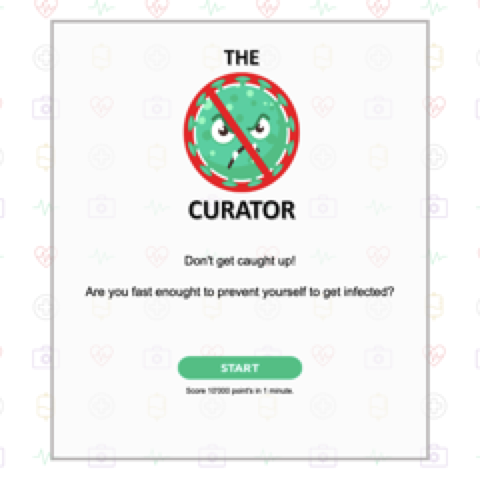 THE
CURATOR
Don't get caught up!
Are you fast enought to prevent yourself to get infected?
START
Score 10'000 point's in 1 minute.